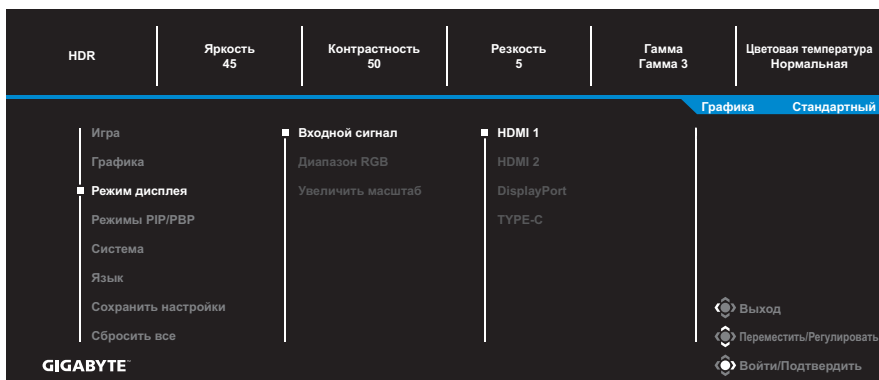 HDR
Яркость
45
Контрастность
50
Резкость
5
Гамма
Гамма 3
Цветовая температура
Нормальная
Графика Стандартный
Игра
Графика
Режим дисплея
Режимы PIP/PBP
Система
Язык
Сохранить настройки
Сбросить все
Входной сигнал
Диапазон RGB
Увеличить масштаб
HDMI 1
HDMI 2
DisplayPort
TYPE-C
Выход
Переместить/Регулировать
Войти/Подтвердить
GIGABYTE™